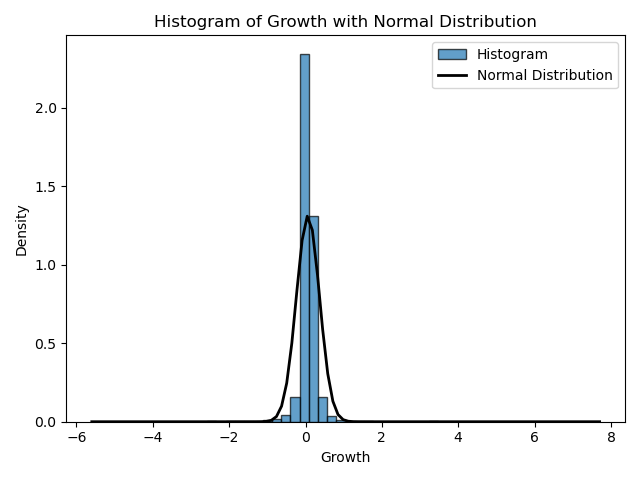 Histogram of Growth with Normal Distribution
Histogram
Normal Distribution
Density
2.0
1.5
1.0
0.5
0.0
−6
−4
−2
0
2
4
6
8
Growth